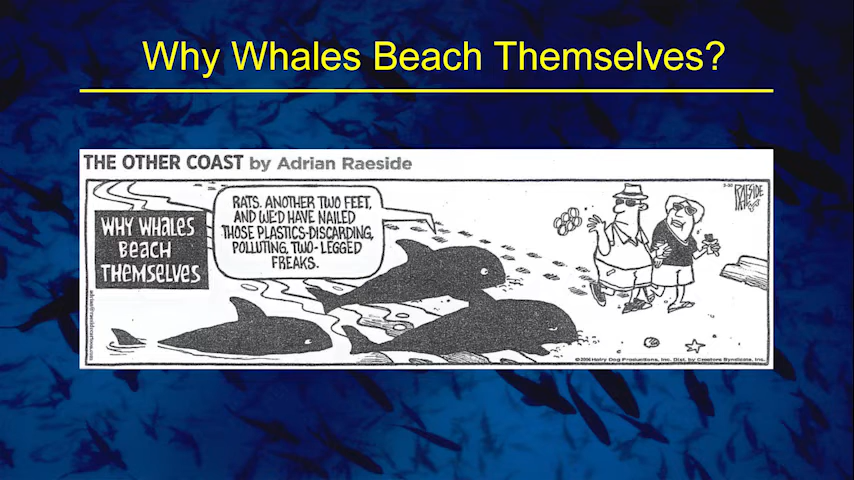 Why Whales Beach Themselves?
THE OTHER COAST by Adrian Raeside
WHY WHALES
BEACH
THEMSELVES
RATS. ANOTHER TWO FEET,
AND WE'D HAVE NAILED
THOSE PLASTICS-DISCARDING,
POLLUTING, TWO-LEGGED
FREAKS.
RAESIDE
©2006 Hairy Dog Productions, Inc. Dist. by Creators Syndicate, Inc.